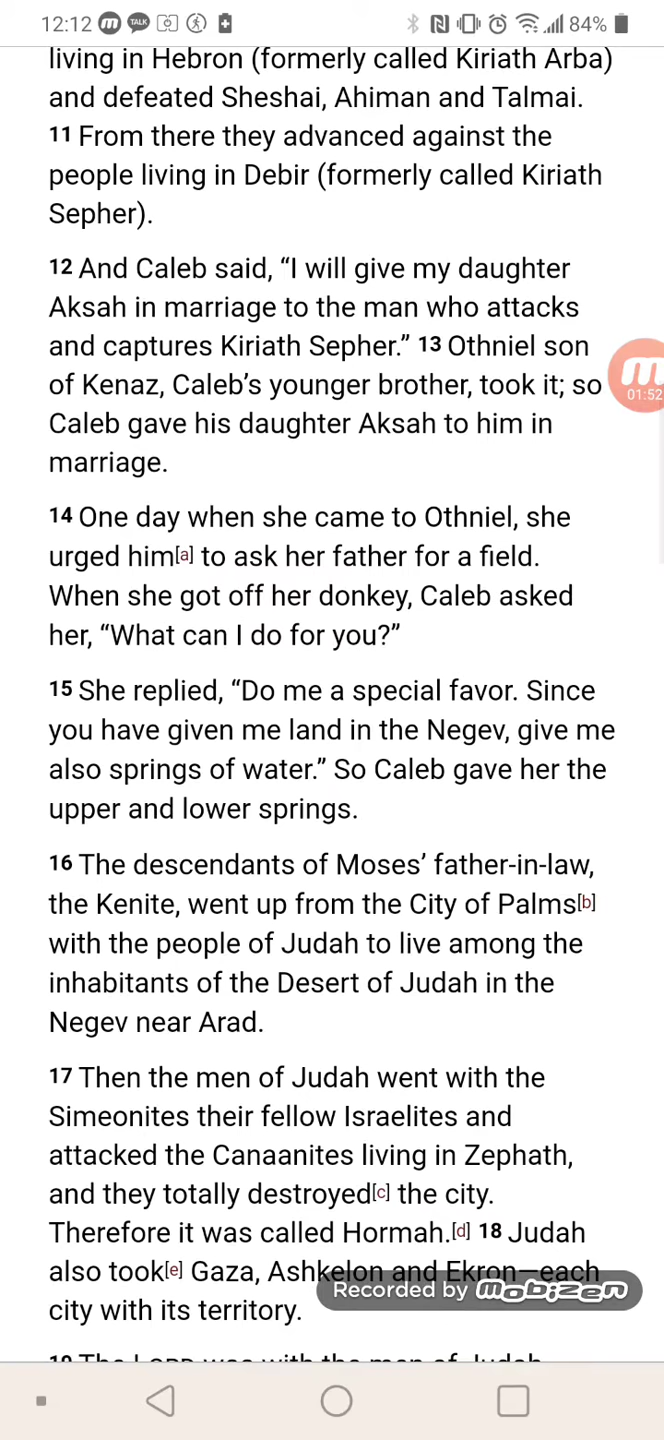 12:12 m TALK 84%
living in Hebron (formerly called Kiriath Arba)
and defeated Sheshai, Ahiman and Talmai.
11 From there they advanced against the
people living in Debir (formerly called Kiriath
Sepher).
12 And Caleb said, “I will give my daughter
Aksah in marriage to the man who attacks
and captures Kiriath Sepher.” 13 Othniel son
of Kenaz, Caleb’s younger brother, took it; so
Caleb gave his daughter Aksah to him in
marriage.
m
01:52
14 One day when she came to Othniel, she
urged him[a] to ask her father for a field.
When she got off her donkey, Caleb asked
her, “What can I do for you?”
15 She replied, “Do me a special favor. Since
you have given me land in the Negev, give me
also springs of water.” So Caleb gave her the
upper and lower springs.
16 The descendants of Moses’ father-in-law,
the Kenite, went up from the City of Palms[b]
with the people of Judah to live among the
inhabitants of the Desert of Judah in the
Negev near Arad.
17 Then the men of Judah went with the
Simeonites their fellow Israelites and
attacked the Canaanites living in Zephath,
and they totally destroyed[c] the city.
Therefore it was called Hormah.[d] 18 Judah
also took[e] Gaza, Ashkelon and Ekron—each
city with its territory.
Recorded by mobizen
19 The LORD was with the men of Judah